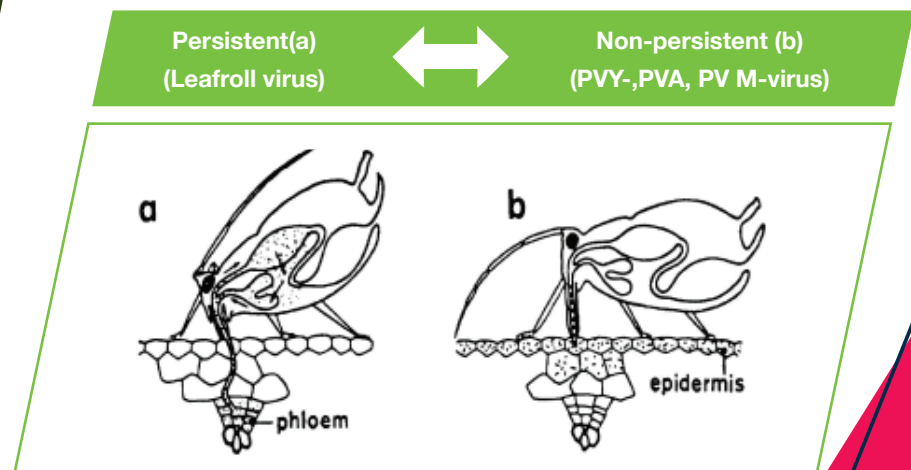 Persistent(a)
(Leafroll virus)
Non-persistent (b)
(PVY-,PVA, PV M-virus)
a
b
epidermis
phloem